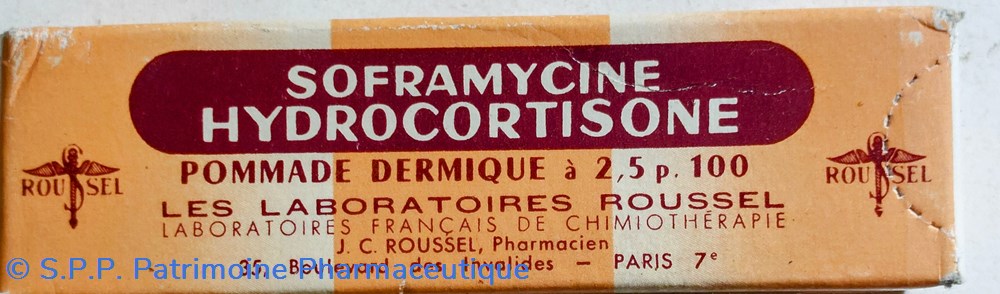 SOFRAMYCINE
HYDROCORTISONE
POMMADE DERMIQUE à 2,5 p. 100
ROUSSEL
ROUSSEL
LES LABORATOIRES ROUSSEL
LABORATOIRES FRANÇAIS DE CHIMIOTHÉRAPIE
J. C. ROUSSEL, Pharmacien
35, Boulevard des Invalides — PARIS 7e
© S.P.P. Patrimoine Pharmaceutique